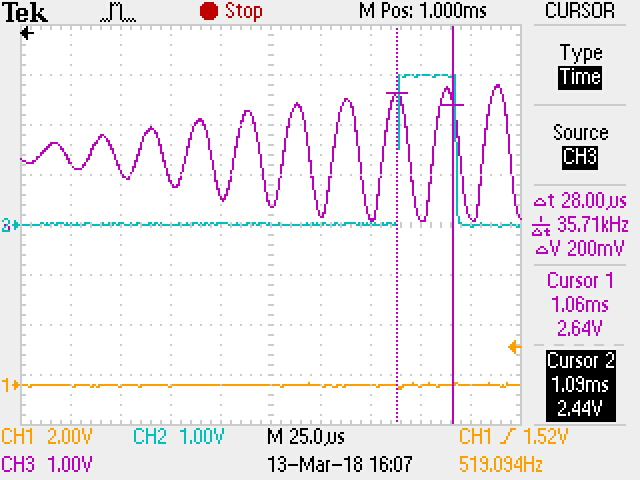 Tek Stop M Pos: 1.000ms CURSOR
Type
Time
Source
CH3
Δt 28.00µs
1/Δt 35.71kHz
ΔV 200mV
Cursor 1
1.06ms
2.64V
Cursor 2
1.09ms
2.44V
3
1
CH1 2.00V CH2 1.00V M 25.0µs CH1 / 1.52V
CH3 1.00V 13-Mar-18 16:07 519.094Hz